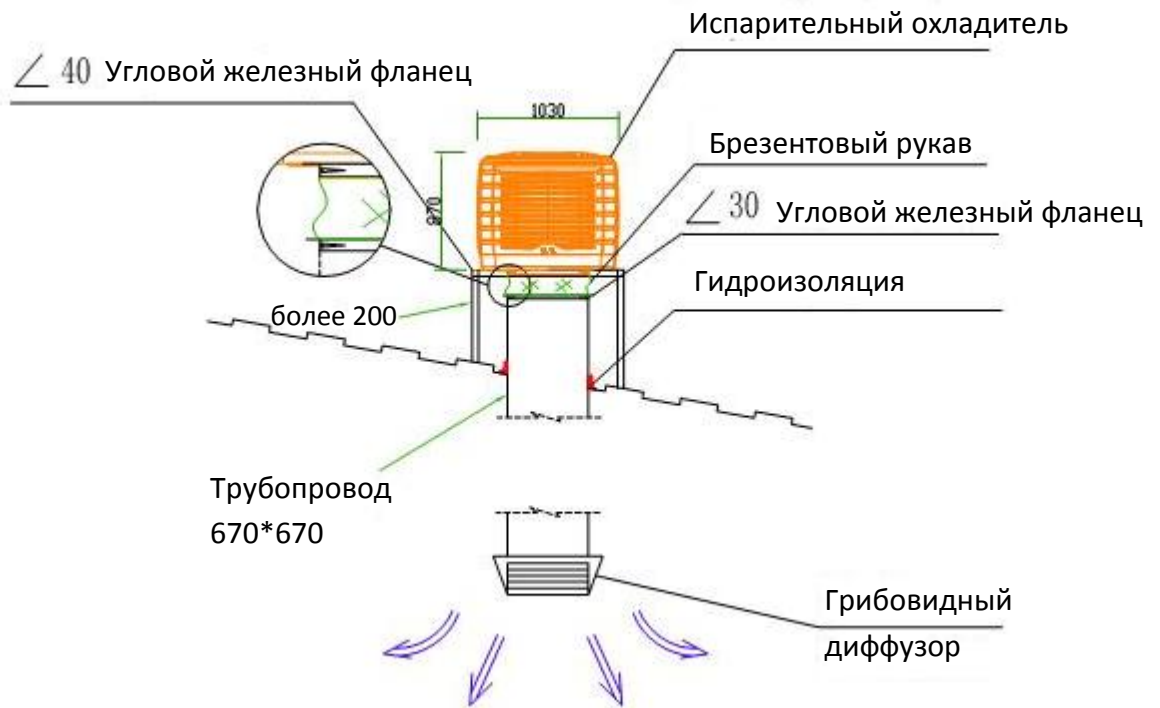 Испарительный охладитель
∠ 40 Угловой железный фланец
1030
Брезентовый рукав
970
∠ 30 Угловой железный фланец
Гидроизоляция
более 200
Трубопровод
670*670
Грибовидный
диффузор